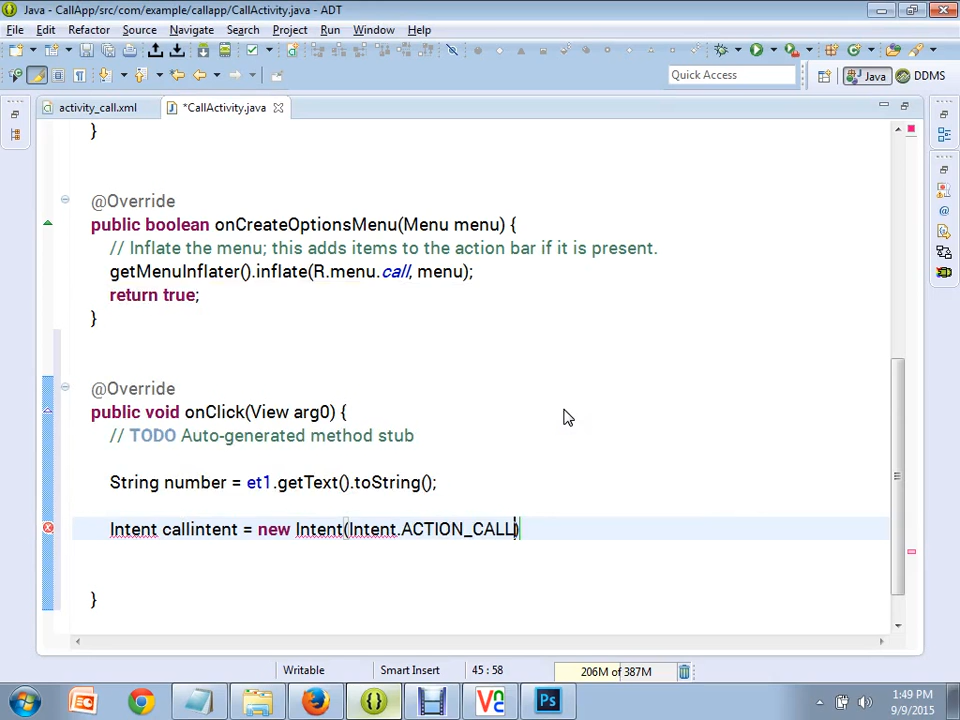 Java - CallApp/src/com/example/callapp/CallActivity.java - ADT
File Edit Refactor Source Navigate Search Project Run Window Help
Quick Access
Java
DDMS
activity_call.xml
*CallActivity.java
}
@Override
public boolean onCreateOptionsMenu(Menu menu) {
// Inflate the menu; this adds items to the action bar if it is present.
getMenuInflater().inflate(R.menu.call, menu);
return true;
}
@Override
public void onClick(View arg0) {
// TODO Auto-generated method stub
String number = et1.getText().toString();
Intent callintent = new Intent(Intent.ACTION_CALL)
}
Writable
Smart Insert
45 : 58
206M of 387M
1:49 PM
9/9/2015